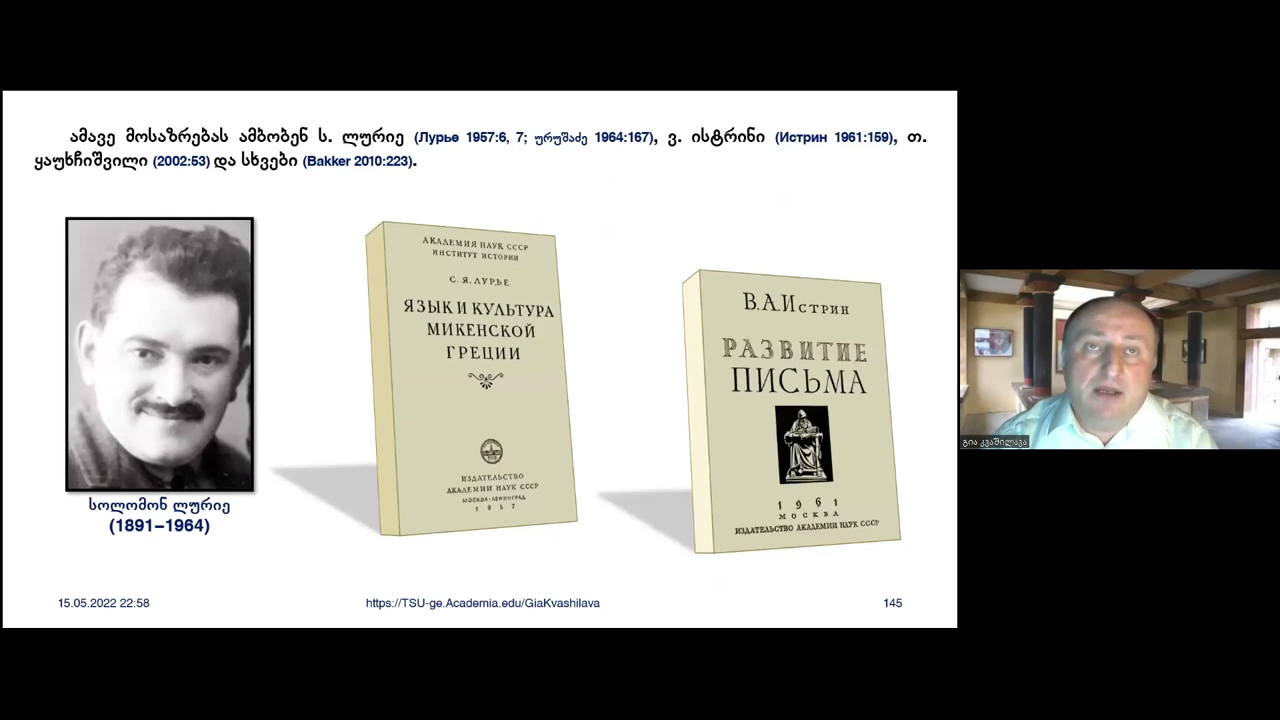 ამავე მოსაზრებას ამბობენ ს. ლურიე (Лурье 1957:6, 7; ურუშაძე 1964:167), ვ. ისტრინი (Истрин 1961:159), თ.
ყაუხჩიშვილი (2002:53) და სხვები (Bakker 2010:223).
АКАДЕМИЯ НАУК СССР
ИНСТИТУТ ИСТОРИИ
С. Я. ЛУРЬЕ
ЯЗЫК И КУЛЬТУРА
МИКЕНСКОЙ
ГРЕЦИИ
ИЗДАТЕЛЬСТВО
АКАДЕМИИ НАУК СССР
МОСКВА-ЛЕНИНГРАД
1957
В.А.Истрин
РАЗВИТИЕ
ПИСЬМА
1961
МОСКВА
ИЗДАТЕЛЬСТВО АКАДЕМИИ НАУК СССР
სოლომონ ლურიე
(1891–1964)
გია კვაშილავა
15.05.2022 22:58
https://TSU-ge.Academia.edu/GiaKvashilava
145